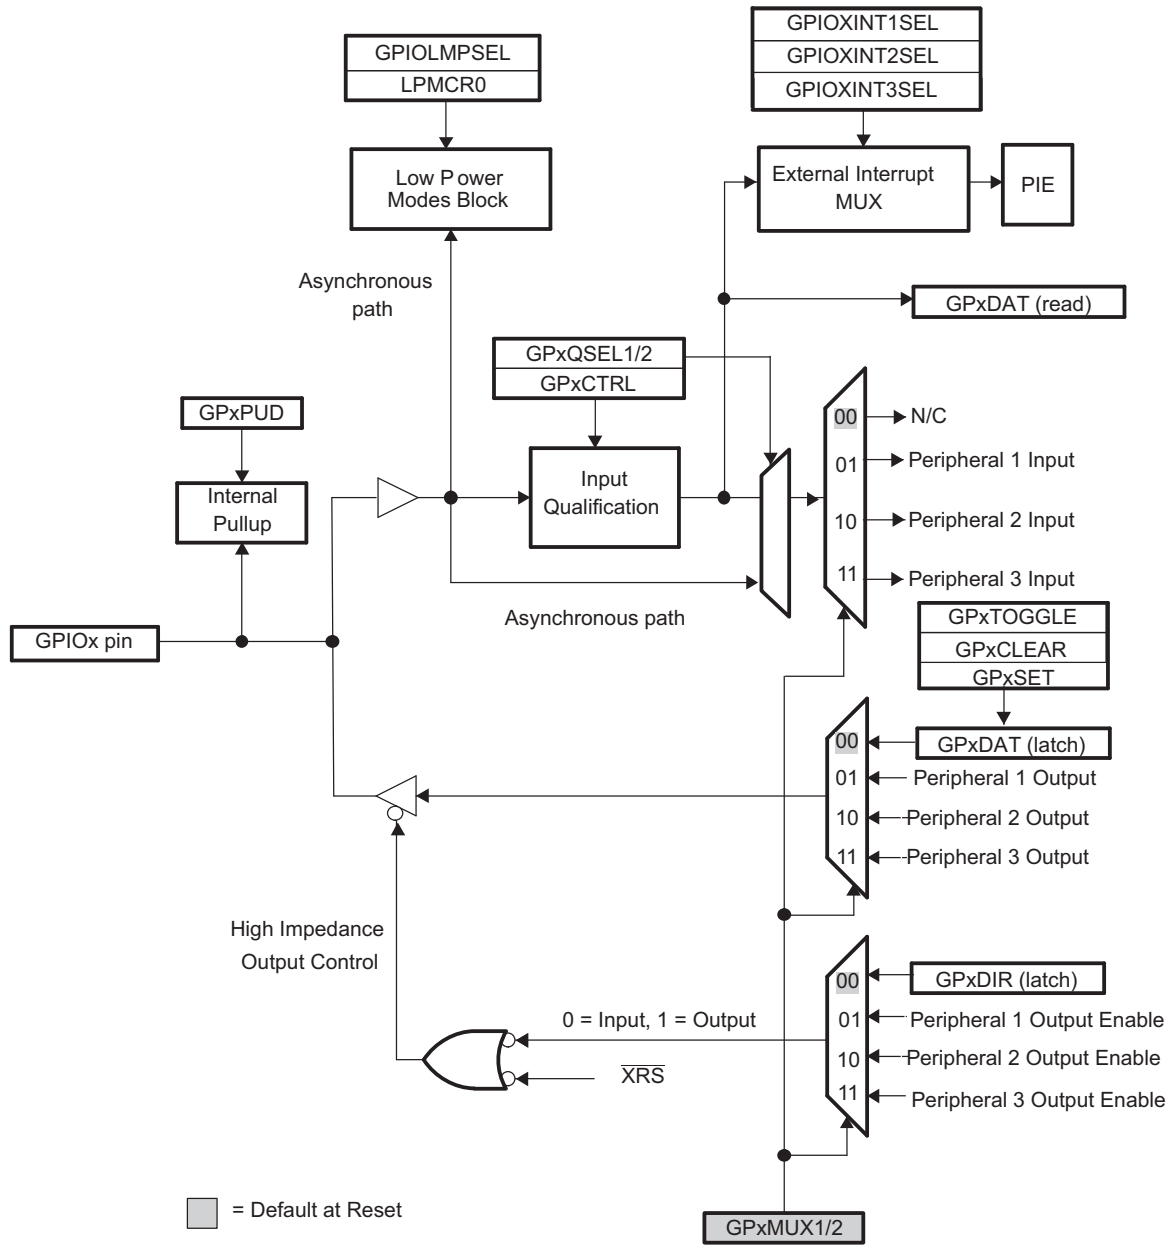 GPIOXINT1SEL
GPIOXINT2SEL
GPIOXINT3SEL
GPIOLMPSEL
LPMCR0
Low Power
Modes Block
External Interrupt
MUX
PIE
Asynchronous
path
GPxDAT (read)
GPxQSEL1/2
GPxCTRL
GPxPUD
Internal
Pullup
Input
Qualification
00
N/C
01
Peripheral 1 Input
10
Peripheral 2 Input
11
Peripheral 3 Input
Asynchronous path
GPIOx pin
GPxTOGGLE
GPxCLEAR
GPxSET
00
GPxDAT (latch)
01
Peripheral 1 Output
10
Peripheral 2 Output
11
Peripheral 3 Output
High Impedance
Output Control
00
GPxDIR (latch)
0 = Input, 1 = Output
01
Peripheral 1 Output Enable
10
Peripheral 2 Output Enable
XRS
11
Peripheral 3 Output Enable
= Default at Reset
GPxMUX1/2